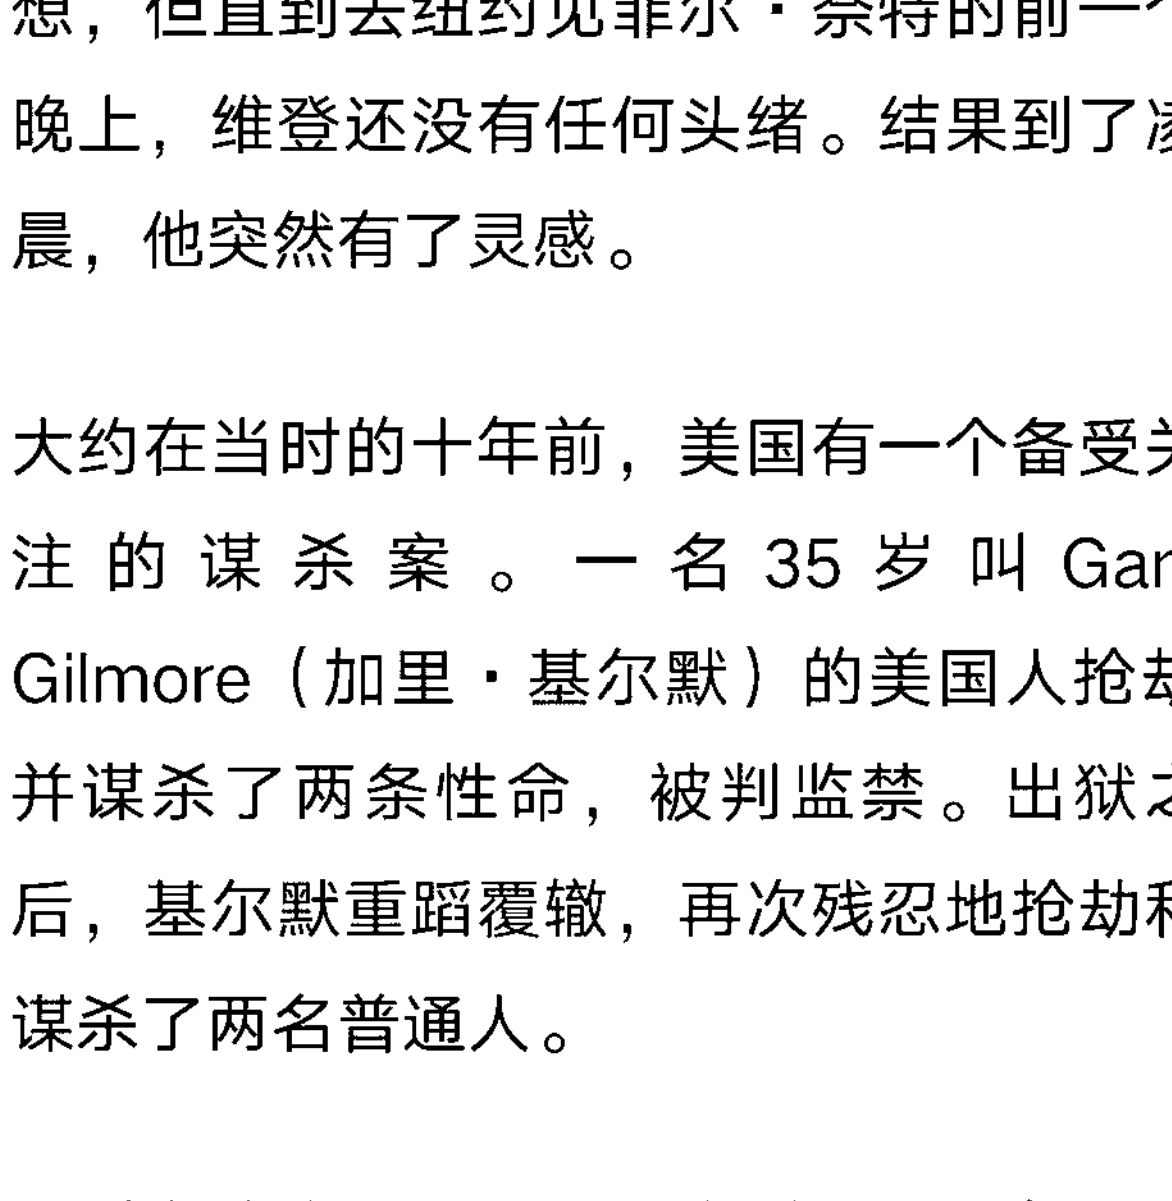 想，但直到去纽约见菲尔·奈特的前一个
晚上，维登还没有任何头绪。结果到了凌
晨，他突然有了灵感。
大约在当时的十年前，美国有一个备受关
注的谋杀案。一名35岁叫Gar
Gilmore（加里·基尔默）的美国人抢劫
并谋杀了两条性命，被判监禁。出狱之
后，基尔默重蹈覆辙，再次残忍地抢劫和
谋杀了两名普通人。